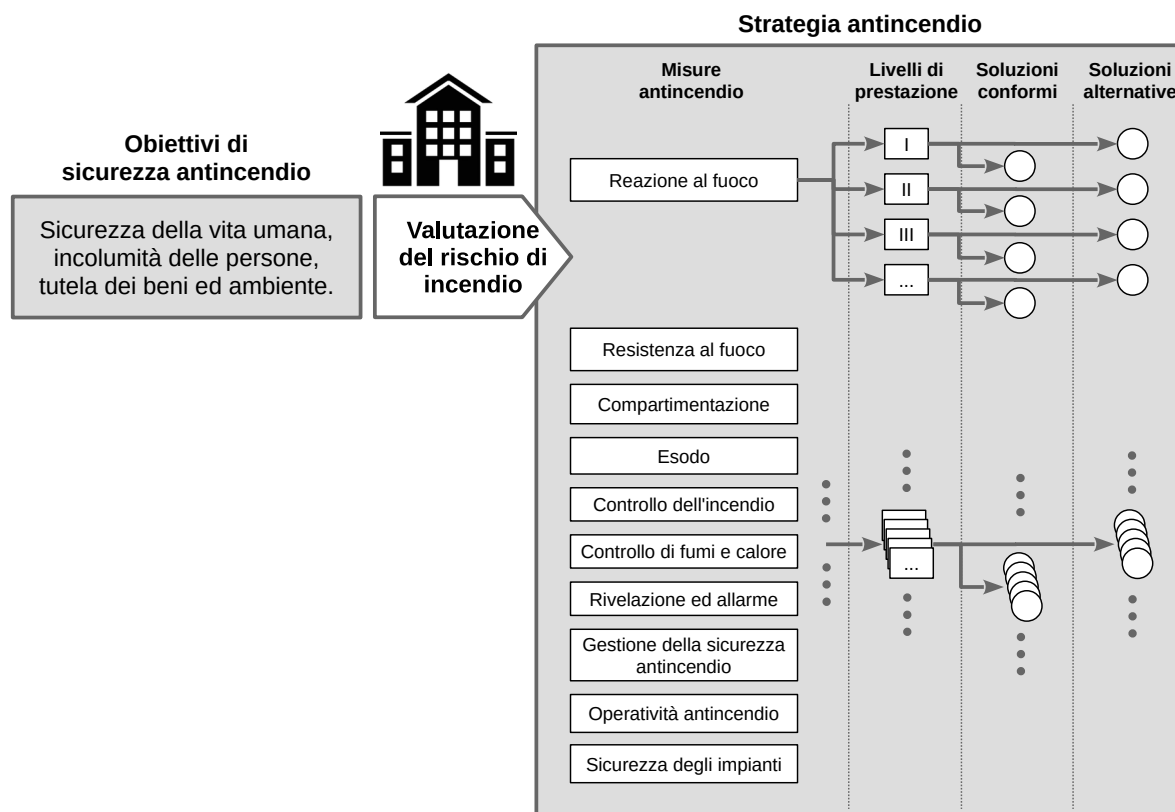 Strategia antincendio
Misure
antincendio
Livelli di
prestazione
Soluzioni
conformi
Soluzioni
alternative
Obiettivi di
sicurezza antincendio
Sicurezza della vita umana,
incolumità delle persone,
tutela dei beni ed ambiente.
Valutazione
del rischio di
incendio
Reazione al fuoco
I
II
III
...
Resistenza al fuoco
Compartimentazione
Esodo
Controllo dell'incendio
Controllo di fumi e calore
...
Rivelazione ed allarme
Gestione della sicurezza
antincendio
Operatività antincendio
Sicurezza degli impianti